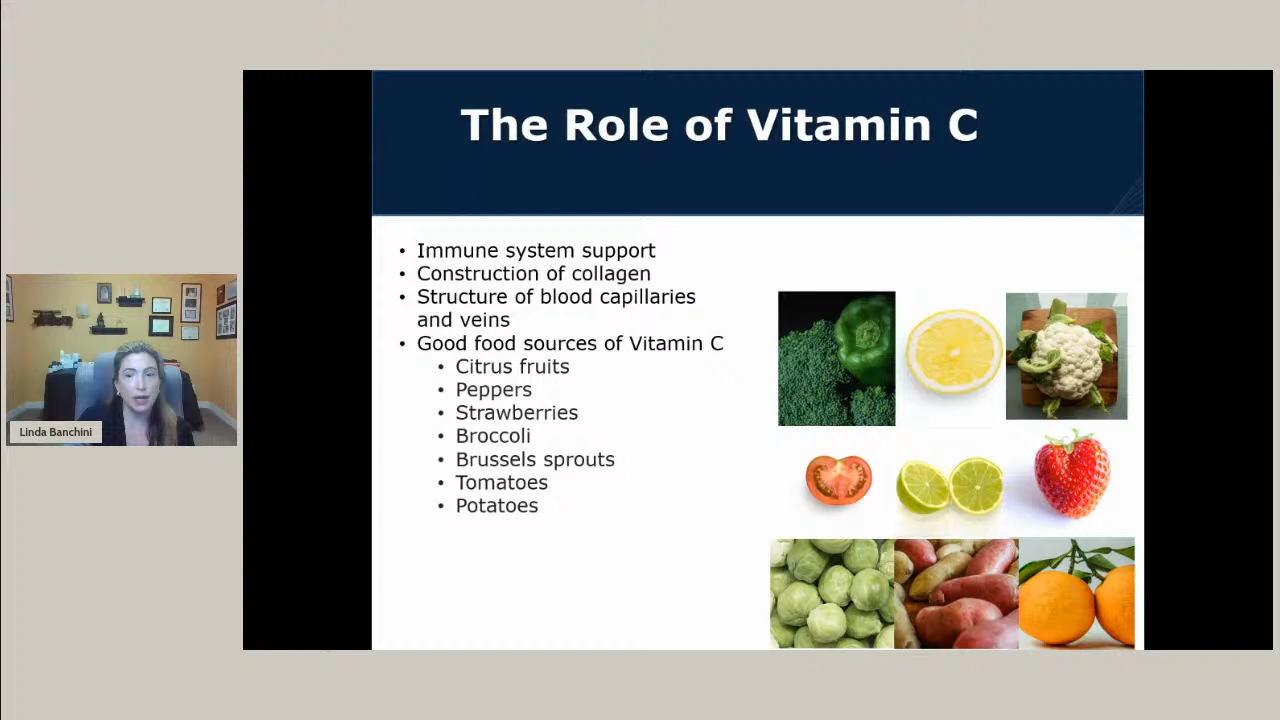 The Role of Vitamin C
• Immune system support
• Construction of collagen
• Structure of blood capillaries
and veins
• Good food sources of Vitamin C
• Citrus fruits
• Peppers
• Strawberries
• Broccoli
• Brussels sprouts
• Tomatoes
• Potatoes
Linda Banchini